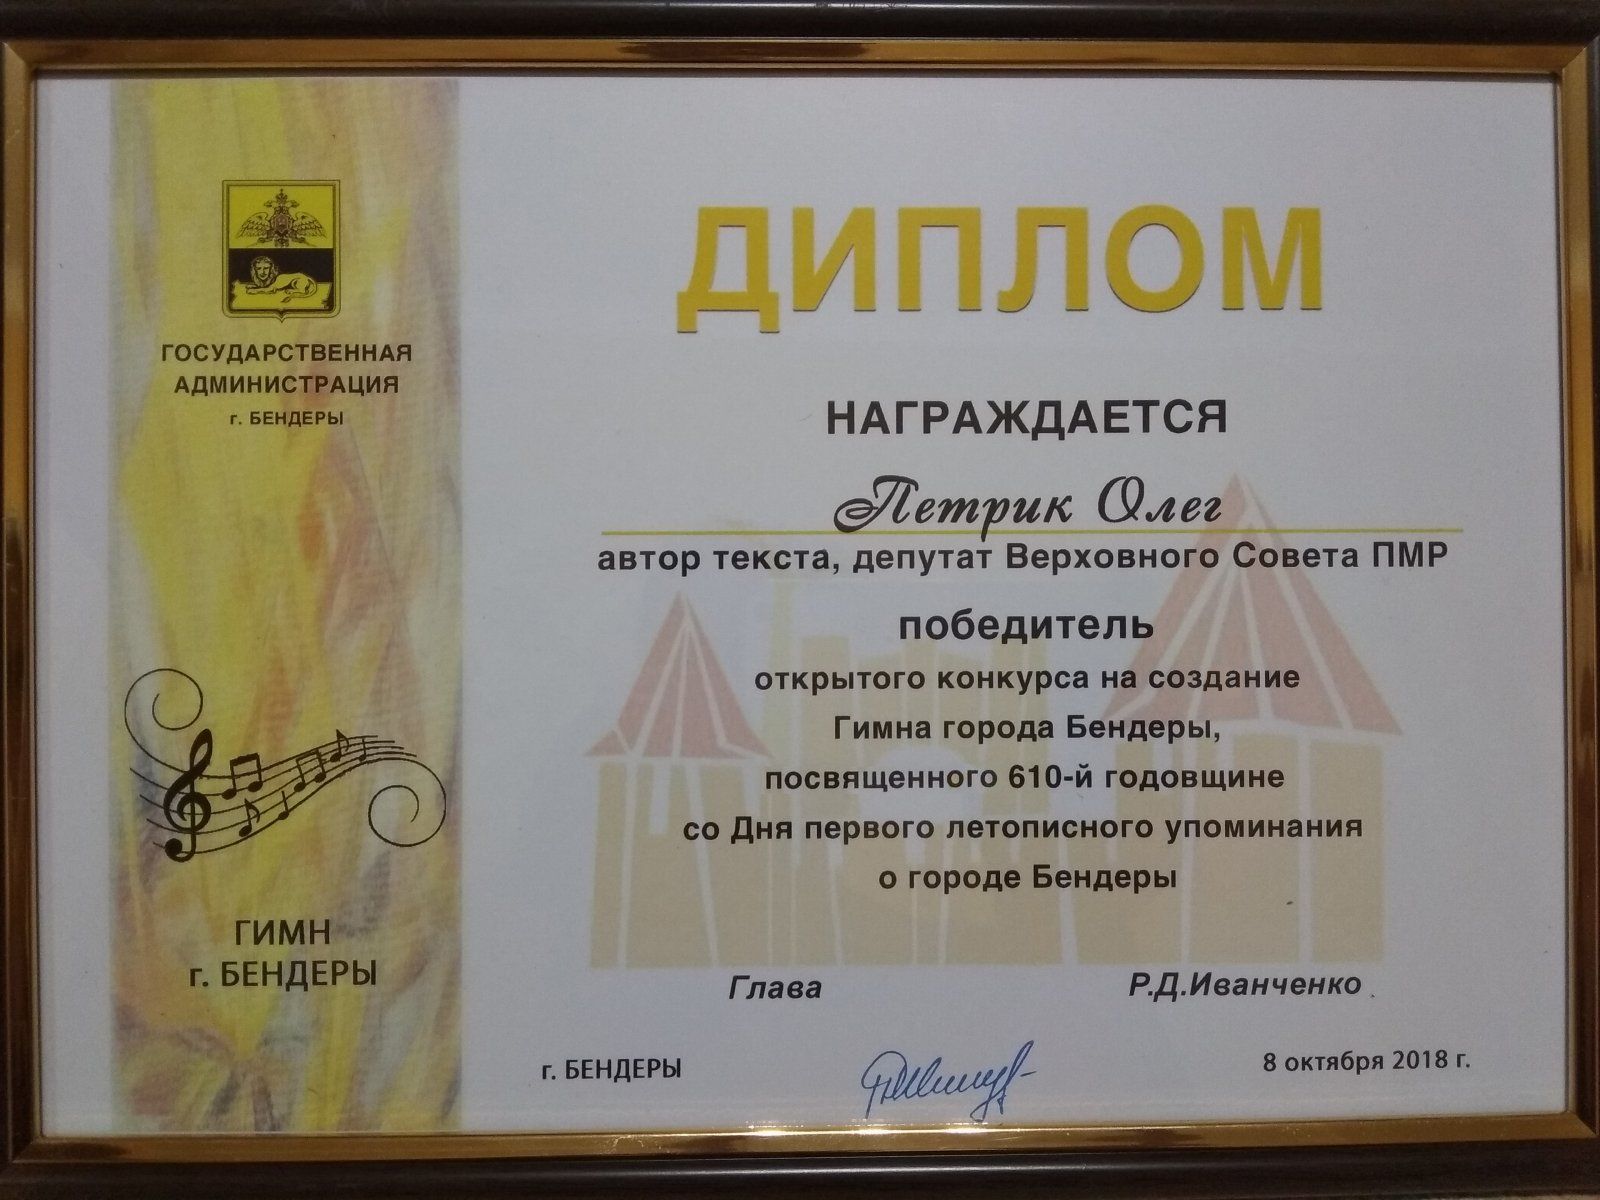 ГОСУДАРСТВЕННАЯ
АДМИНИСТРАЦИЯ
г. БЕНДЕРЫ
ГИМН
г. БЕНДЕРЫ
ДИПЛОМ
НАГРАЖДАЕТСЯ
Петрик Олег
автор текста, депутат Верховного Совета ПМР
победитель
открытого конкурса на создание
Гимна города Бендеры,
посвященного 610-й годовщине
со Дня первого летописного упоминания
о городе Бендеры
Глава Р.Д.Иванченко
г. БЕНДЕРЫ 8 октября 2018 г.